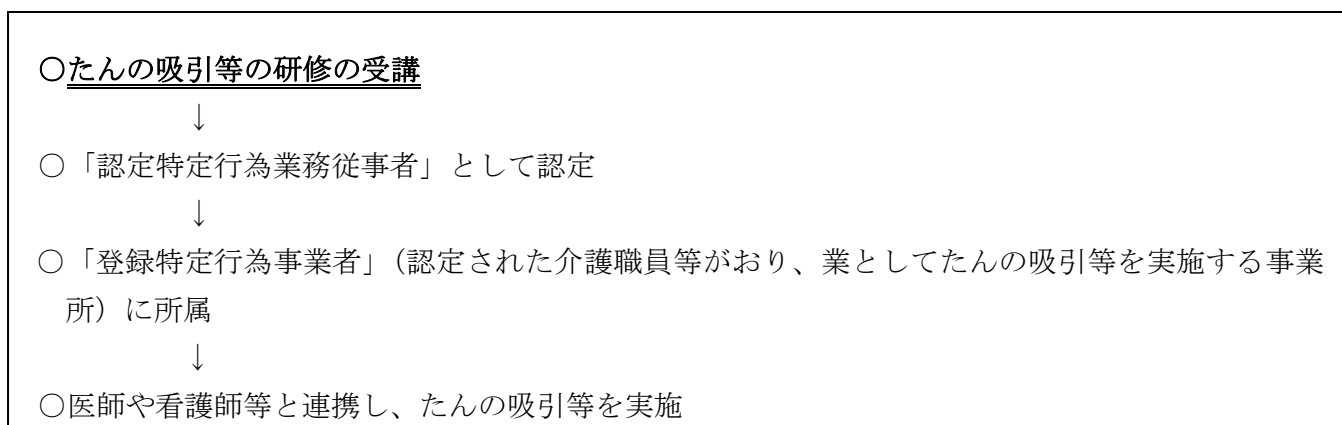 ○たんの吸引等の研修の受講
↓
○「認定特定行為業務従事者」として認定
↓
○「登録特定行為事業者」（認定された介護職員等がおり、業としてたんの吸引等を実施する事業
所）に所属
↓
○医師や看護師等と連携し、たんの吸引等を実施